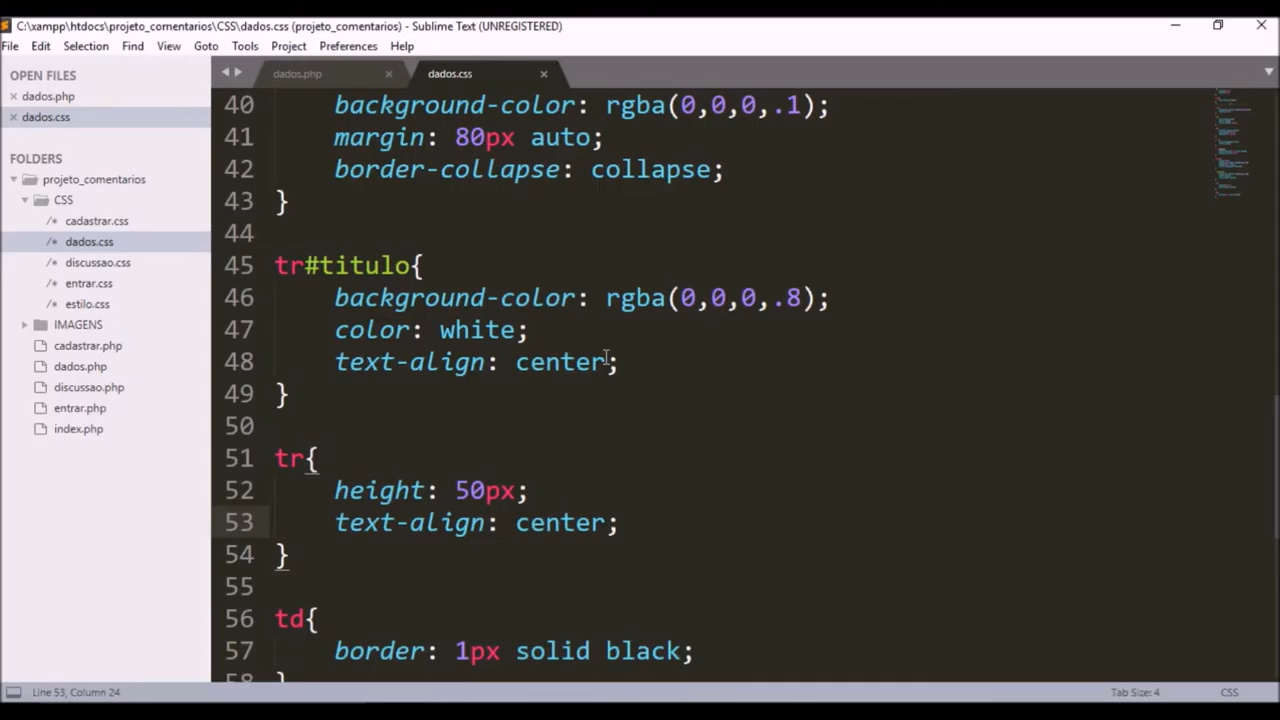 C:\xampp\htdocs\projeto_comentarios\CSS\dados.css (projeto_comentarios) - Sublime Text (UNREGISTERED)
File Edit Selection Find View Goto Tools Project Preferences Help
OPEN FILES
dados.php
dados.css
FOLDERS
projeto_comentarios
CSS
/* cadastrar.css
/* dados.css
/* discussao.css
/* entrar.css
/* estilo.css
IMAGENS
cadastrar.php
dados.php
discussao.php
entrar.php
index.php
dados.php
dados.css
40 background-color: rgba(0,0,0,.1);
41 margin: 80px auto;
42 border-collapse: collapse;
43 }
44
45 tr#titulo{
46 background-color: rgba(0,0,0,.8);
47 color: white;
48 text-align: center;
49 }
50
51 tr{
52 height: 50px;
53 text-align: center;
54 }
55
56 td{
57 border: 1px solid black;
58 }
Line 53, Column 24
Tab Size: 4
CSS